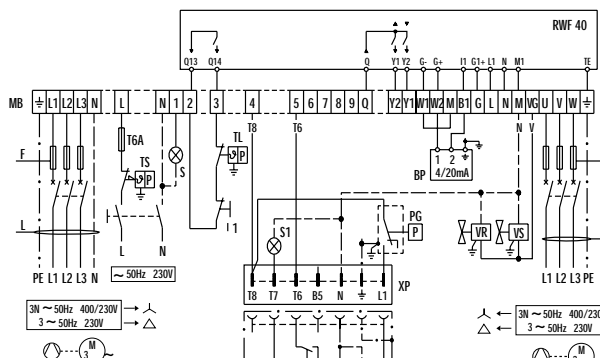 RWF 40
Q13 Q14 Q Y1 Y2 G- G+ I1 G1+ L1 N M1 TE
MB L1 L2 L3 N L N 1 2 3 4 5 6 7 8 9 Q Y2 Y1 W1 W2 M B1 G L N M VG U V W
T8 T6 N V
F T6A TS P S TL P 1 2 BP 4/20mA
L S1 1 PG P VR VS
PE L1 L2 L3 N L N L1 L2 L3 PE
~ 50Hz 230V
T8 T7 T6 B5 N L1 XP
3N ~ 50Hz 400/230V
3 ~ 50Hz 230V
3N ~ 50Hz 400/230
3 ~ 50Hz 230V
M
3 ~
M
3